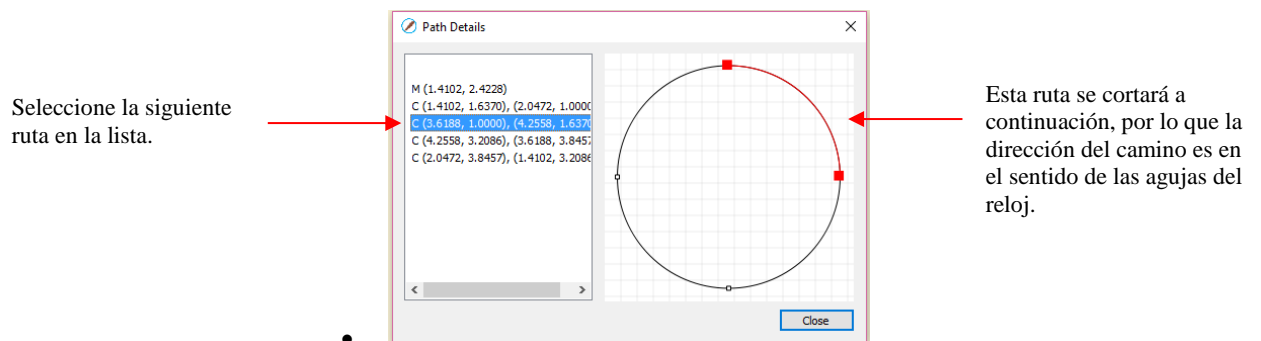 Path Details
Seleccione la siguiente
ruta en la lista.
M (1.4102, 2.4228)
C (1.4102, 1.6370), (2.0472, 1.0000
C (3.6188, 1.0000), (4.2558, 1.6370
C (4.2558, 3.2086), (3.6188, 3.8457
C (2.0472, 3.8457), (1.4102, 3.2086
Close
Esta ruta se cortará a
continuación, por lo que la
dirección del camino es en
el sentido de las agujas del
reloj.